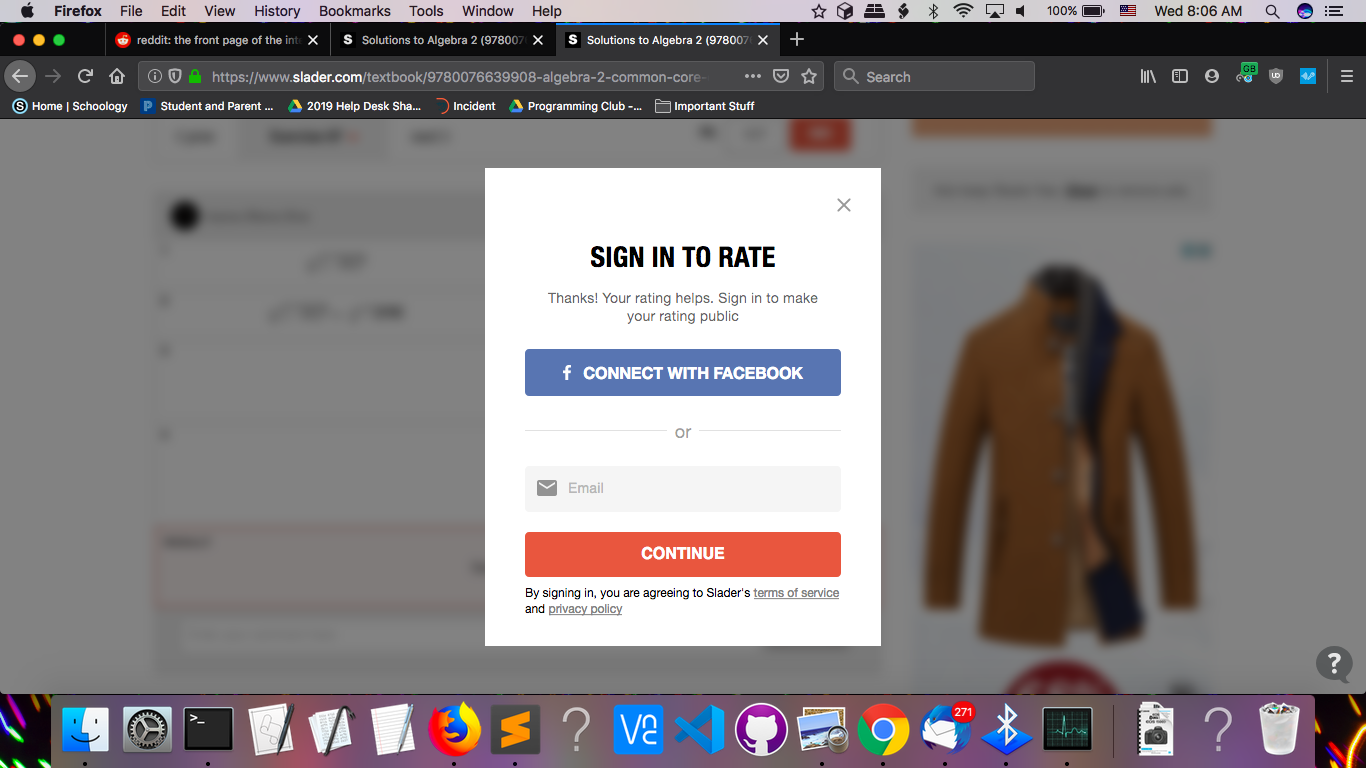 Firefox File Edit View History Bookmarks Tools Window Help 100% Wed 8:06 AM
reddit: the front page of the inte
Solutions to Algebra 2 (978007
Solutions to Algebra 2 (978007
https://www.slader.com/textbook/9780076639908-algebra-2-common-core- Search
GB
Home | Schoology Student and Parent ... 2019 Help Desk Sha... Incident Programming Club -... Important Stuff
SIGN IN TO RATE
Thanks! Your rating helps. Sign in to make
your rating public
f CONNECT WITH FACEBOOK
or
Email
CONTINUE
By signing in, you are agreeing to Slader's terms of service
and privacy policy
?
271